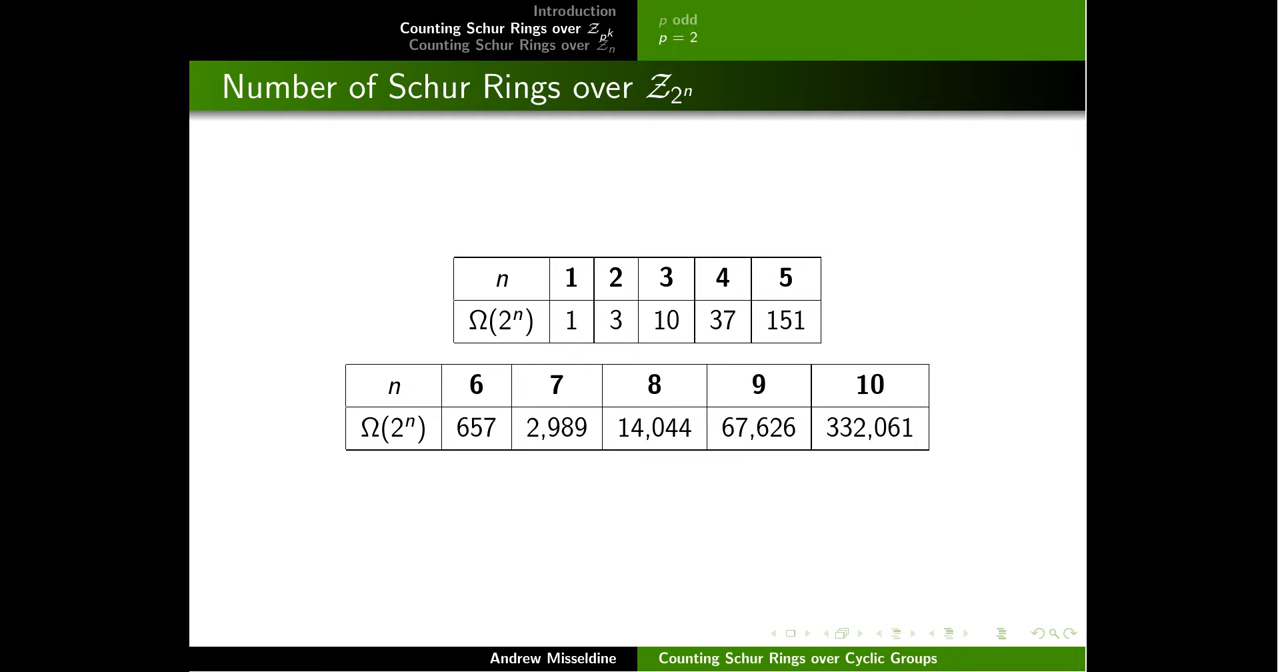 Introduction
Counting Schur Rings over 𝒵_{p^k}
Counting Schur Rings over 𝒵_n
p odd
p = 2
Number of Schur Rings over 𝒵_{2^n}
n 1 2 3 4 5
Ω(2^n) 1 3 10 37 151
n 6 7 8 9 10
Ω(2^n) 657 2,989 14,044 67,626 332,061
Andrew Misseldine Counting Schur Rings over Cyclic Groups